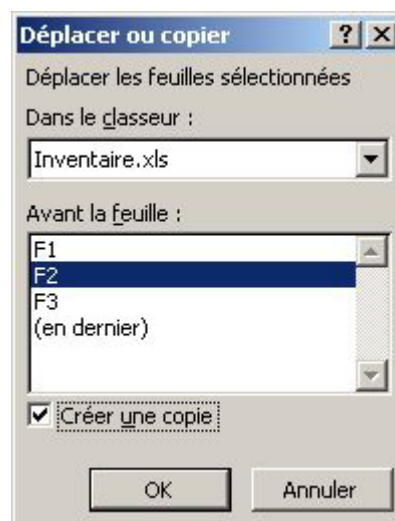 Déplacer ou copier
Déplacer les feuilles sélectionnées
Dans le classeur :
Inventaire.xls
Avant la feuille :
F1
F2
F3
(en dernier)
Créer une copie
OK
Annuler